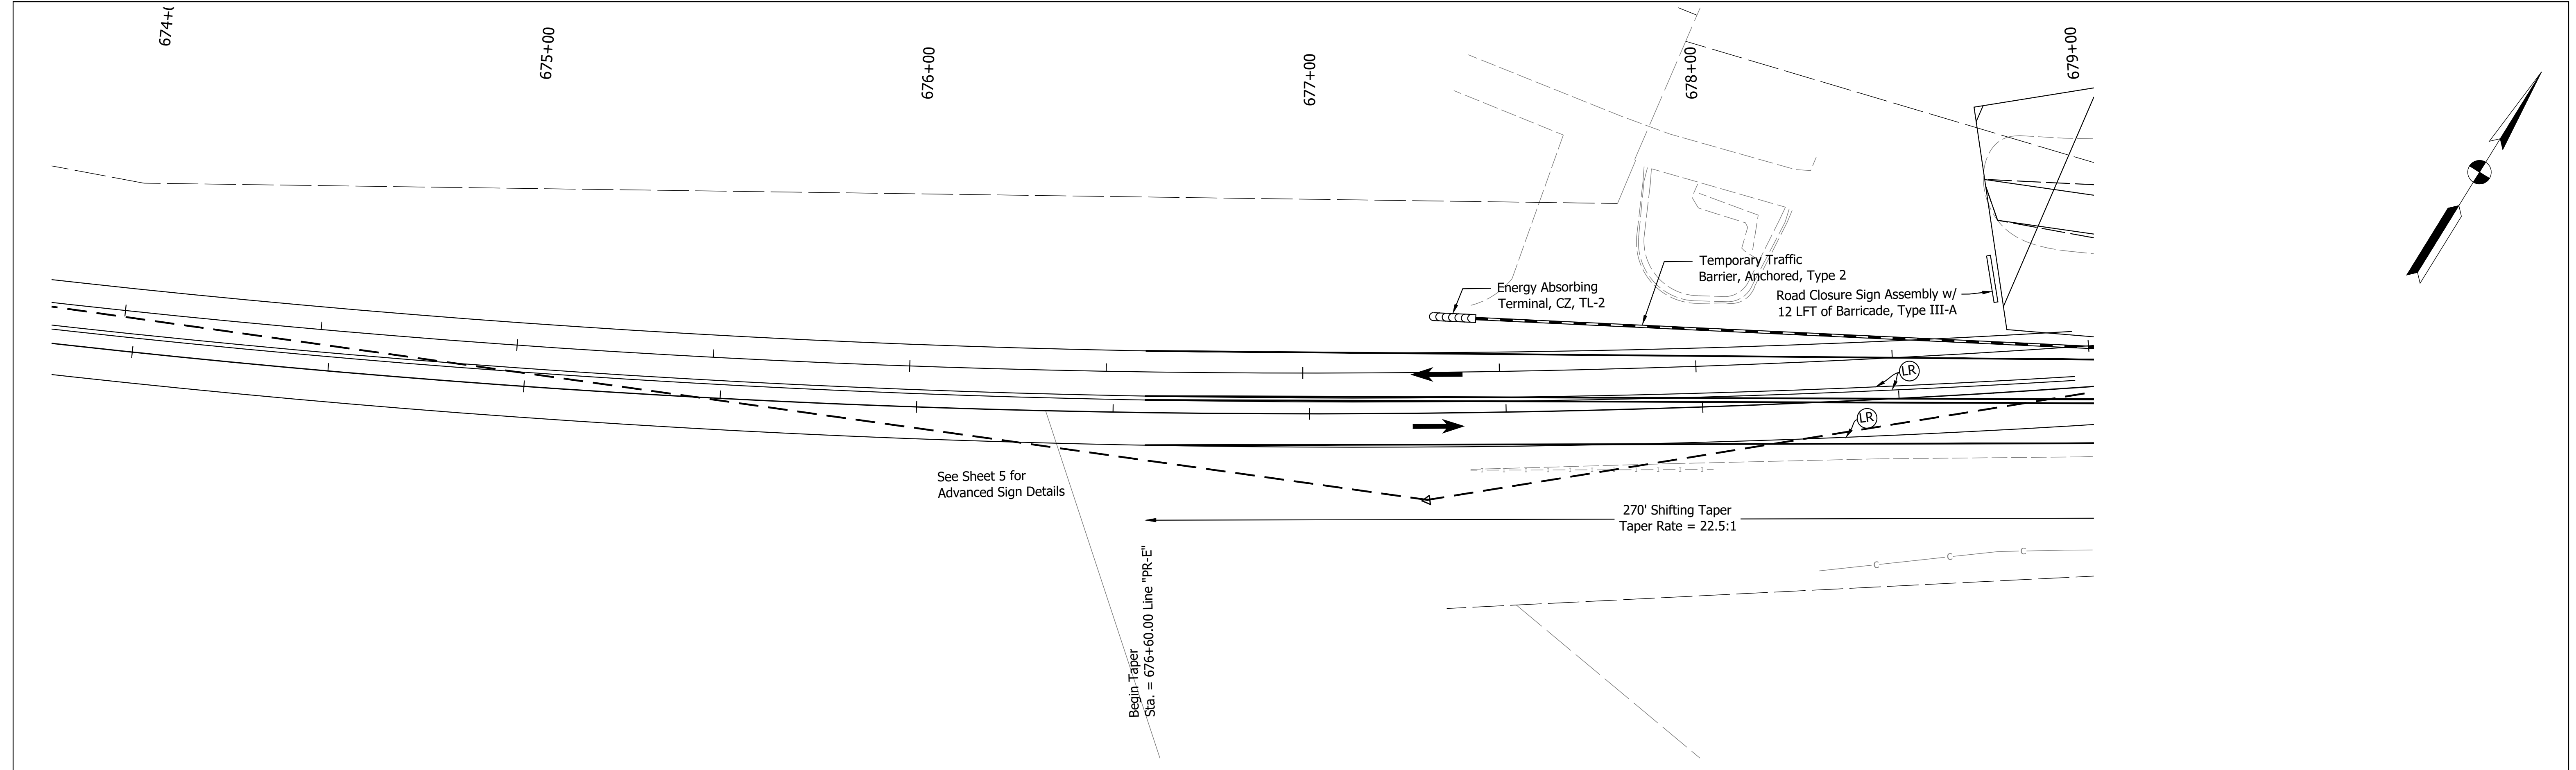 674+(
675+00
676+00
677+00
678+00
679+00
Temporary Traffic
Barrier, Anchored, Type 2
Energy Absorbing
Terminal, CZ, TL-2
Road Closure Sign Assembly w/
12 LFT of Barricade, Type III-A
LR
LR
See Sheet 5 for
Advanced Sign Details
270' Shifting Taper
Taper Rate = 22.5:1
Begin Taper
Sta. = 676+60.00 Line "PR-E"
C
C
C